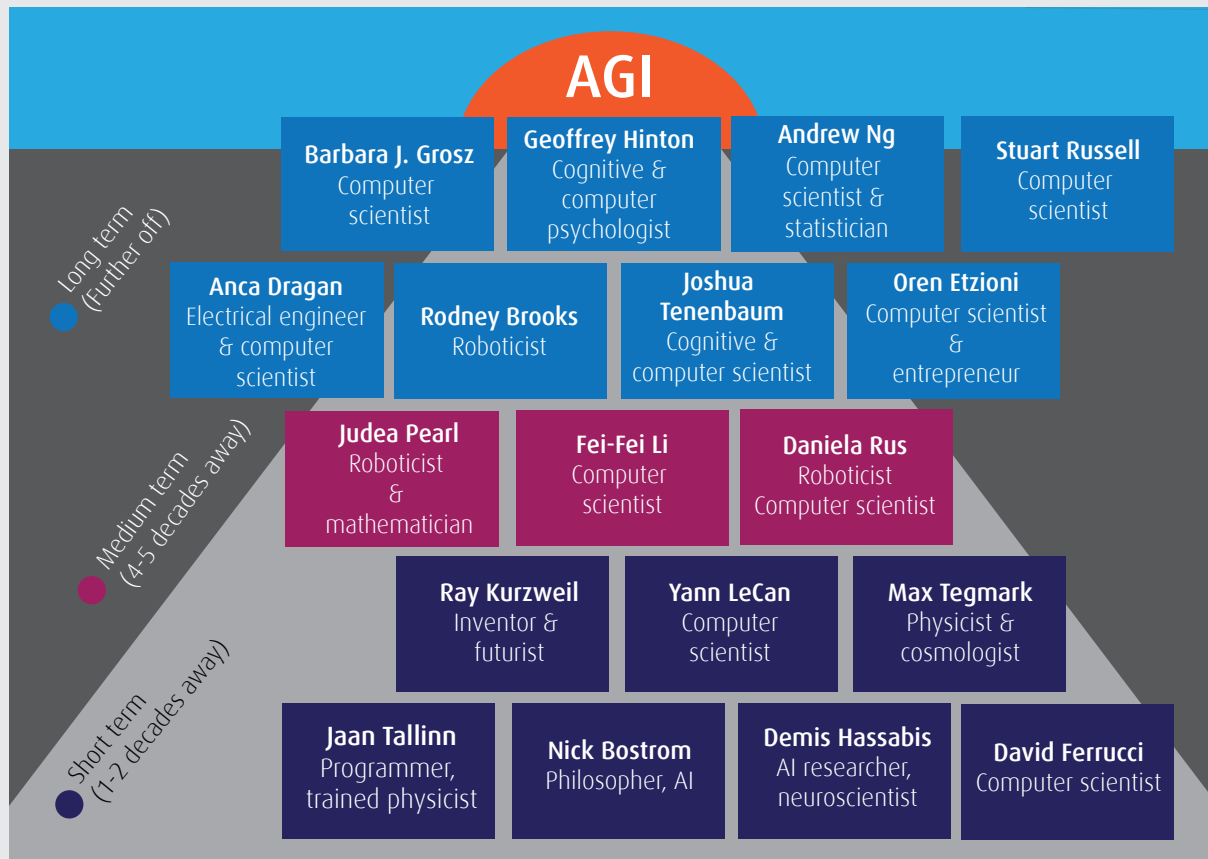 AGI
Barbara J. Grosz
Computer
scientist
Geoffrey Hinton
Cognitive &
computer
psychologist
Andrew Ng
Computer
scientist &
statistician
Stuart Russell
Computer
scientist
Long term
(Further off)
Anca Dragan
Electrical engineer
& computer
scientist
Rodney Brooks
Roboticist
Joshua
Tenenbaum
Cognitive &
computer scientist
Oren Etzioni
Computer scientist
&
entrepreneur
Medium term
(4-5 decades away)
Judea Pearl
Roboticist
&
mathematician
Fei-Fei Li
Computer
scientist
Daniela Rus
Roboticist
Computer scientist
Ray Kurzweil
Inventor &
futurist
Yann LeCan
Computer
scientist
Max Tegmark
Physicist &
cosmologist
Short term
(1-2 decades away)
Jaan Tallinn
Programmer,
trained physicist
Nick Bostrom
Philosopher, AI
Demis Hassabis
AI researcher,
neuroscientist
David Ferrucci
Computer scientist